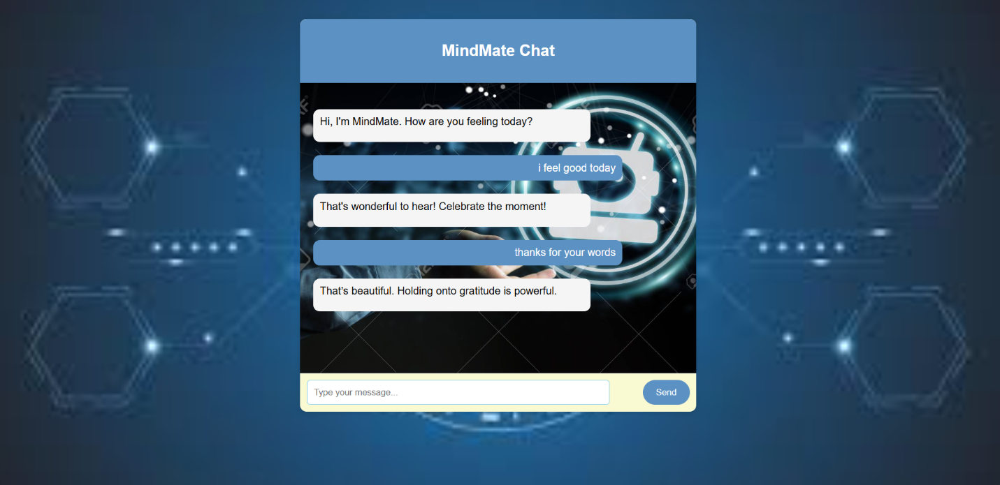 MindMate Chat
Hi, I'm MindMate. How are you feeling today?
i feel good today
That's wonderful to hear! Celebrate the moment!
thanks for your words
That's beautiful. Holding onto gratitude is powerful.
Type your message...
Send